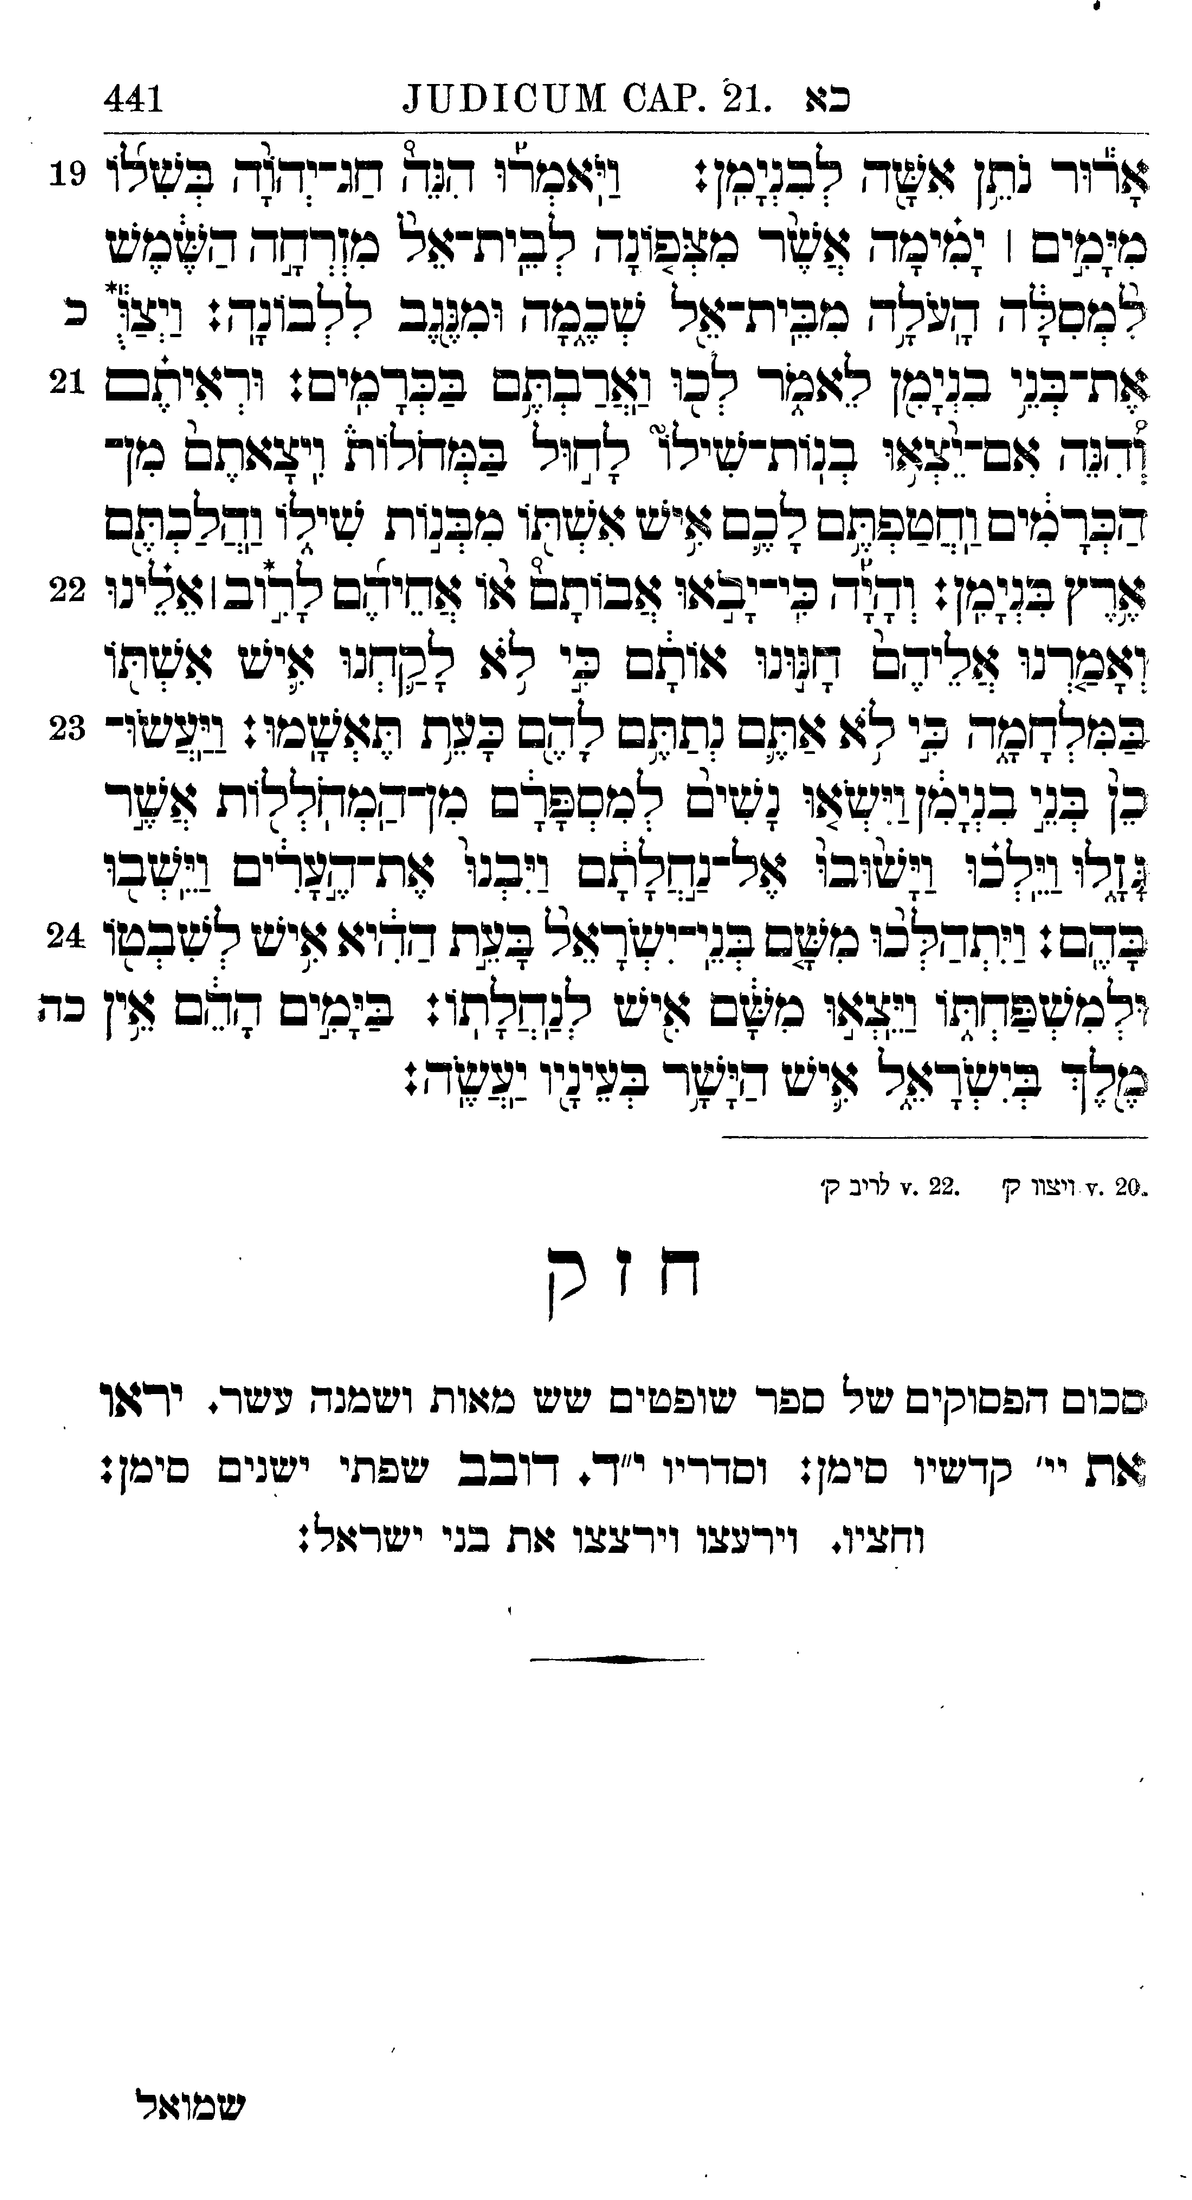 441 JUDICUM CAP. 21. כא
אָר֕וּר נֹתֵ֥ן אִשָּׁ֖ה לְבִנְיָמִֽן׃ וַיֹּאמְר֡וּ הִנֵּה֩ חַג־יְהוָ֨ה בְּשִׁל֜וֹ 19
מִיָּמִ֣ים ׀ יָמִ֗ימָה אֲשֶׁ֞ר מִצְּפ֤וֹנָה לְבֵֽית־אֵל֙ מִזְרְחָ֣ה הַשֶּׁ֔מֶשׁ
לִ֨מְסִלָּ֔ה הָֽעֹלָ֥ה מִבֵּֽית־אֵ֖ל שְׁכֶ֑מָה וּמִנֶּ֖גֶב לִלְבוֹנָֽה׃ וַיְצַוּ֕* כ
אֶת־בְּנֵ֥י בִנְיָמִ֖ן לֵאמֹ֑ר לְכ֖וּ וַאֲרַבְתֶּ֥ם בַּכְּרָמִֽים׃ וּרְאִיתֶ֗ם 21
וְ֠הִנֵּה אִם־יֵ֨צְא֥וּ בְנֽוֹת־שִׁילוֹ֮ לָח֣וּל בַּמְּחֹלוֹת֒ וִֽיצָאתֶם֙ מִן־
הַכְּרָמִ֔ים וַחֲטַפְתֶּ֥ם לָכֶ֛ם אִ֥ישׁ אִשְׁתּ֖וֹ מִבְּנ֣וֹת שִׁיל֑וֹ וַהֲלַכְתֶּ֖ם
אֶ֥רֶץ בִּנְיָמִֽן׃ וְהָיָ֡ה כִּֽי־יָבֹ֣אוּ אֲבוֹתָם֩ א֨וֹ אֲחֵיהֶ֜ם לָרִ֣וב* ׀ אֵלֵ֗ינוּ 22
וְאָמַ֤רְנוּ אֲלֵיהֶם֙ חָנּ֣וּנוּ אוֹתָ֔ם כִּ֣י לֹ֥א לָקַ֛חְנוּ אִ֥ישׁ אִשְׁתּ֖וֹ
בַּמִּלְחָמָ֑ה כִּ֣י לֹ֥א אַתֶּ֛ם נְתַתֶּ֥ם לָהֶ֖ם כָּעֵ֥ת תֶּאְשָֽׁמוּ׃ וַיַּֽעֲשׂוּ־ 23
כֵן֙ בְּנֵ֣י בִנְיָמִ֔ן וַיִּשְׂא֤וּ נָשִׁים֙ לְמִסְפָּרָ֔ם מִן־הַמְּחֹֽלְל֖וֹת אֲשֶׁ֣ר
גָּזָ֑לוּ וַיֵּלְכ֗וּ וַיָּשׁ֙וּבוּ֙ אֶל־נַ֣חֲלָתָ֔ם וַיִּבְנוּ֙ אֶת־הֶ֣עָרִ֔ים וַיֵּֽשְׁב֖וּ
בָּהֶֽם׃ וַיִּתְהַלְּכ֨וּ מִשָּׁ֤ם בְּנֵֽי־יִשְׂרָאֵל֙ בָּעֵ֣ת הַהִ֔יא אִ֥ישׁ לְשִׁבְט֖וֹ 24
וּלְמִשְׁפַּחְתּ֑וֹ וַיֵּצְא֣וּ מִשָּׁ֔ם אִ֖ישׁ לְנַחֲלָתֽוֹ׃ בַּיָּמִ֣ים הָהֵ֔ם אֵ֥ין כה
מֶ֖לֶךְ בְּיִשְׂרָאֵ֑ל אִ֛ישׁ הַיָּשָׁ֥ר בְּעֵינָ֖יו יַעֲשֶֽׂה׃
v. 20. ויצוו ק׳ v. 22. לריב ק׳
חזק
סכום הפסוקים של ספר שופטים שש מאות ושמנה עשר. יראו
את יי׳ קדשיו סימן׃ וסדריו י״ד. דובב שפתי ישנים סימן׃
וחציו. וירעצו וירצצו את בני ישראל׃
שמואל